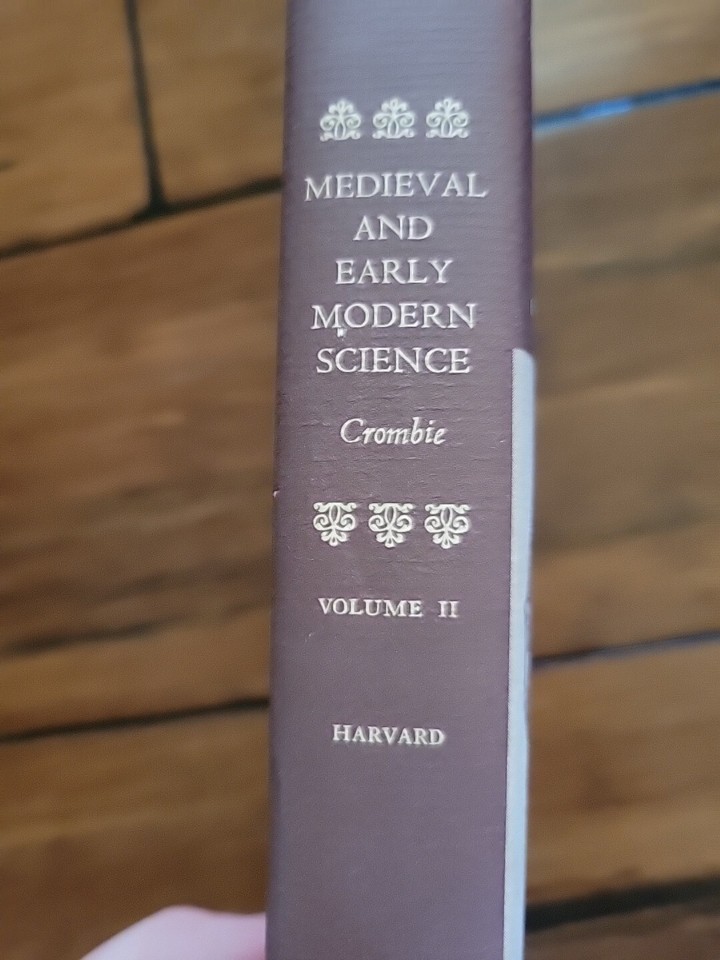 MEDIEVAL
AND
EARLY
MODERN
SCIENCE
Crombie
VOLUME II
HARVARD